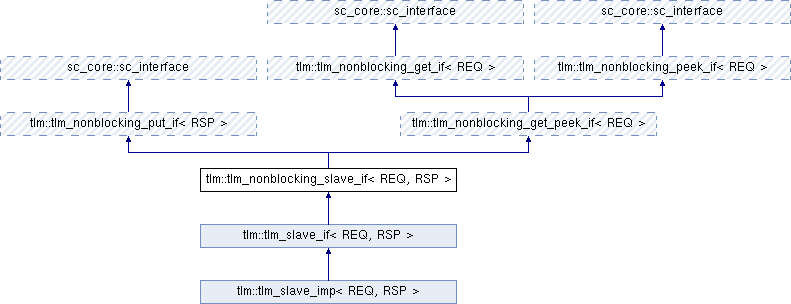 sc_core::sc_interface
sc_core::sc_interface
sc_core::sc_interface
tlm::tlm_nonblocking_get_if< REQ >
tlm::tlm_nonblocking_peek_if< REQ >
tlm::tlm_nonblocking_put_if< RSP >
tlm::tlm_nonblocking_get_peek_if< REQ >
tlm::tlm_nonblocking_slave_if< REQ, RSP >
tlm::tlm_slave_if< REQ, RSP >
tlm::tlm_slave_imp< REQ, RSP >